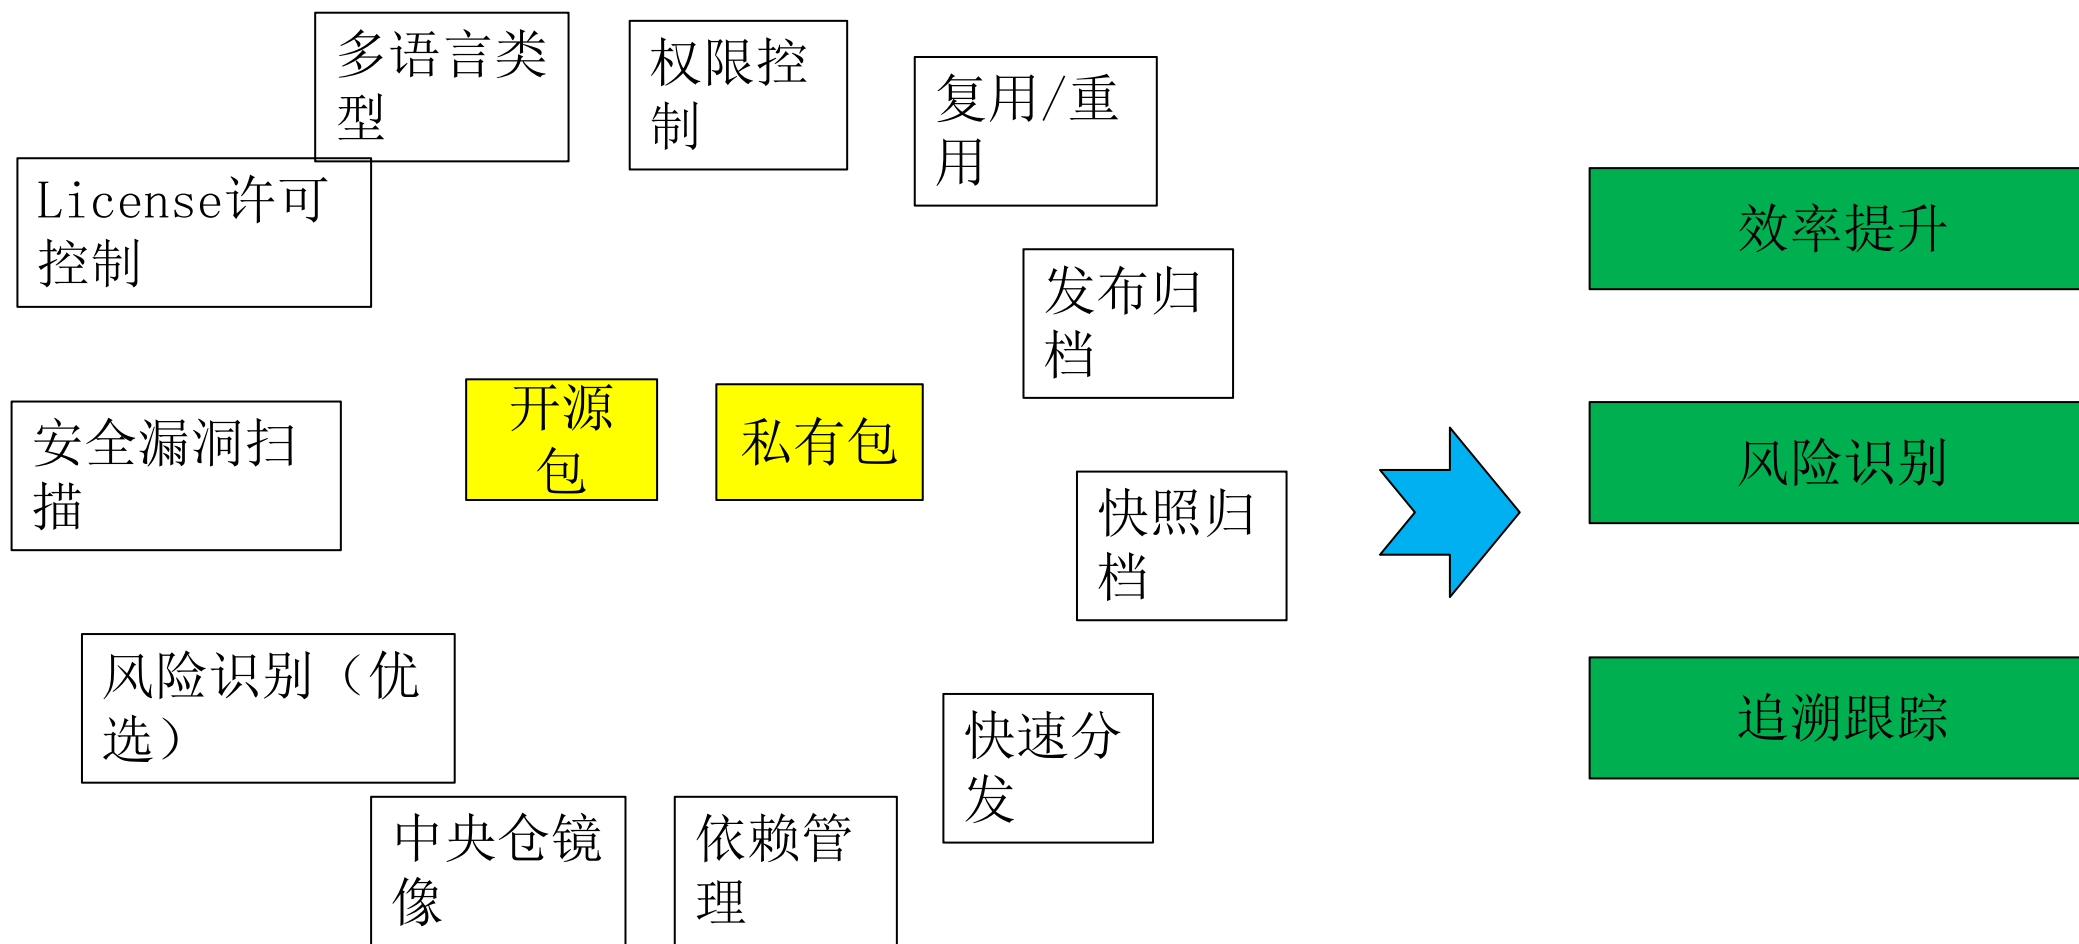 多语言类
型
权限控
制
复用/重
用
License许可
控制
效率提升
发布归
档
开源
包
私有包
安全漏洞扫
描
风险识别
快照归
档
风险识别（优
选）
追溯跟踪
快速分
发
中央仓镜
像
依赖管
理